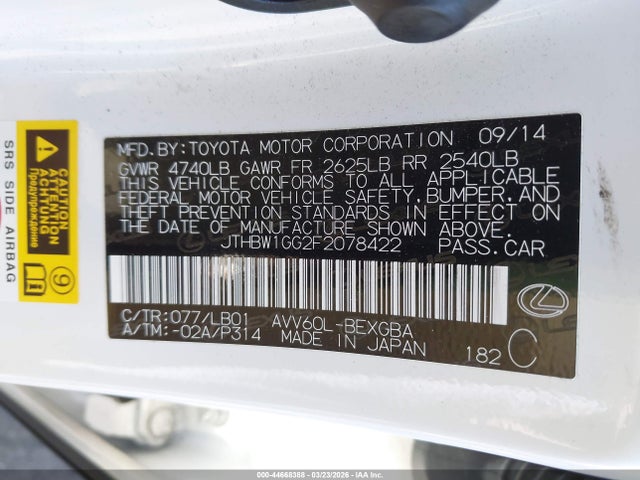 MFD.BY:TOYOTA MOTOR CORPORATION 09/14
GVWR 4740LB GAWR FR 2625LB RR 2540LB
THIS VEHICLE CONFORMS TO ALL APPLICABLE
FEDERAL MOTOR VEHICLE SAFETY,BUMPER,AND
THEFT PREVENTION STANDARDS IN EFFECT ON
THE DATE OF MANUFACTURE SHOWN ABOVE.
JTHBW1GG2F2078422 PASS.CAR
C/TR:077/LB01 AVV60L-BEXGBA
A/TM:-02A/P314 MADE IN JAPAN 182 C
CAUTION
ATTENTION
ACHTUNG
Предупреждение
9
SRS SIDE AIRBAG
000-44668388 - 03/23/2026 - IAA Inc.